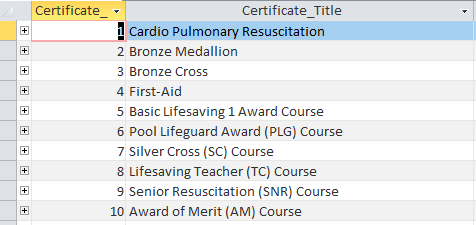 Certificate_ Certificate_Title
1 Cardio Pulmonary Resuscitation
2 Bronze Medallion
3 Bronze Cross
4 First-Aid
5 Basic Lifesaving 1 Award Course
6 Pool Lifeguard Award (PLG) Course
7 Silver Cross (SC) Course
8 Lifesaving Teacher (TC) Course
9 Senior Resuscitation (SNR) Course
10 Award of Merit (AM) Course